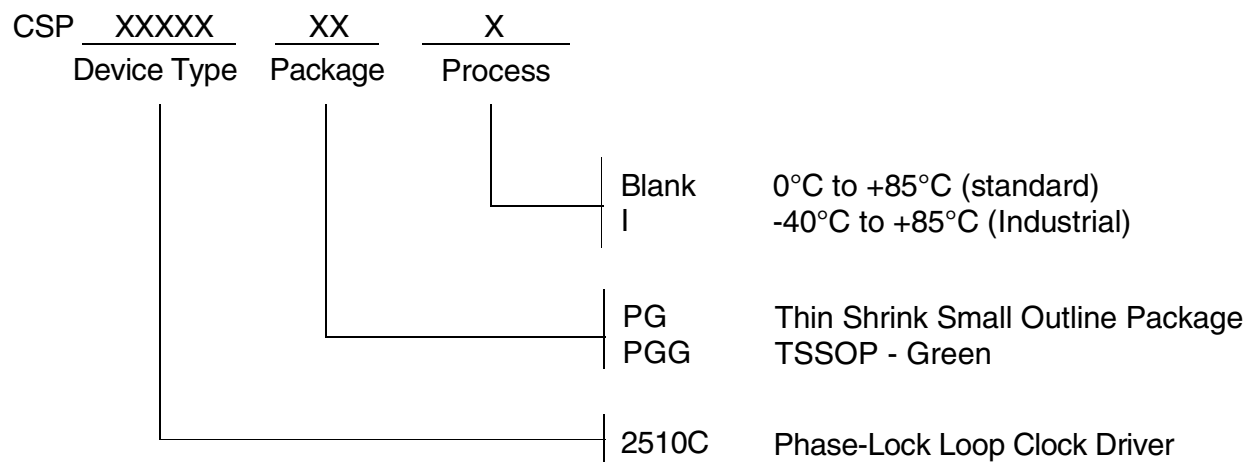 CSP XXXXX XX X
Device Type Package Process
Blank 0°C to +85°C (standard)
I -40°C to +85°C (Industrial)
PG Thin Shrink Small Outline Package
PGG TSSOP - Green
2510C Phase-Lock Loop Clock Driver